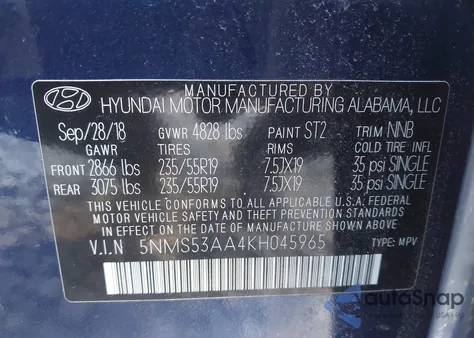 MANUFACTURED BY
HYUNDAI MOTOR MANUFACTURING ALABAMA, LLC
Sep/28/18 GVWR 4828 lbs PAINT ST2 TRIM NNB
GAWR TIRES RIMS COLD TIRE INFL
FRONT 2866 lbs 235/55R19 7.5JX19 35 psi SINGLE
REAR 3075 lbs 235/55R19 7.5JX19 35 psi SINGLE
THIS VEHICLE CONFORMS TO ALL APPLICABLE U.S.A. FEDERAL
MOTOR VEHICLE SAFETY, BUMPER, AND THEFT PREVENTION STANDARDS
IN EFFECT ON THE DATE OF MANUFACTURE SHOWN ABOVE.
V.I.N 5NMS53AA4KH045965 TYPE: MPV
autoSnap